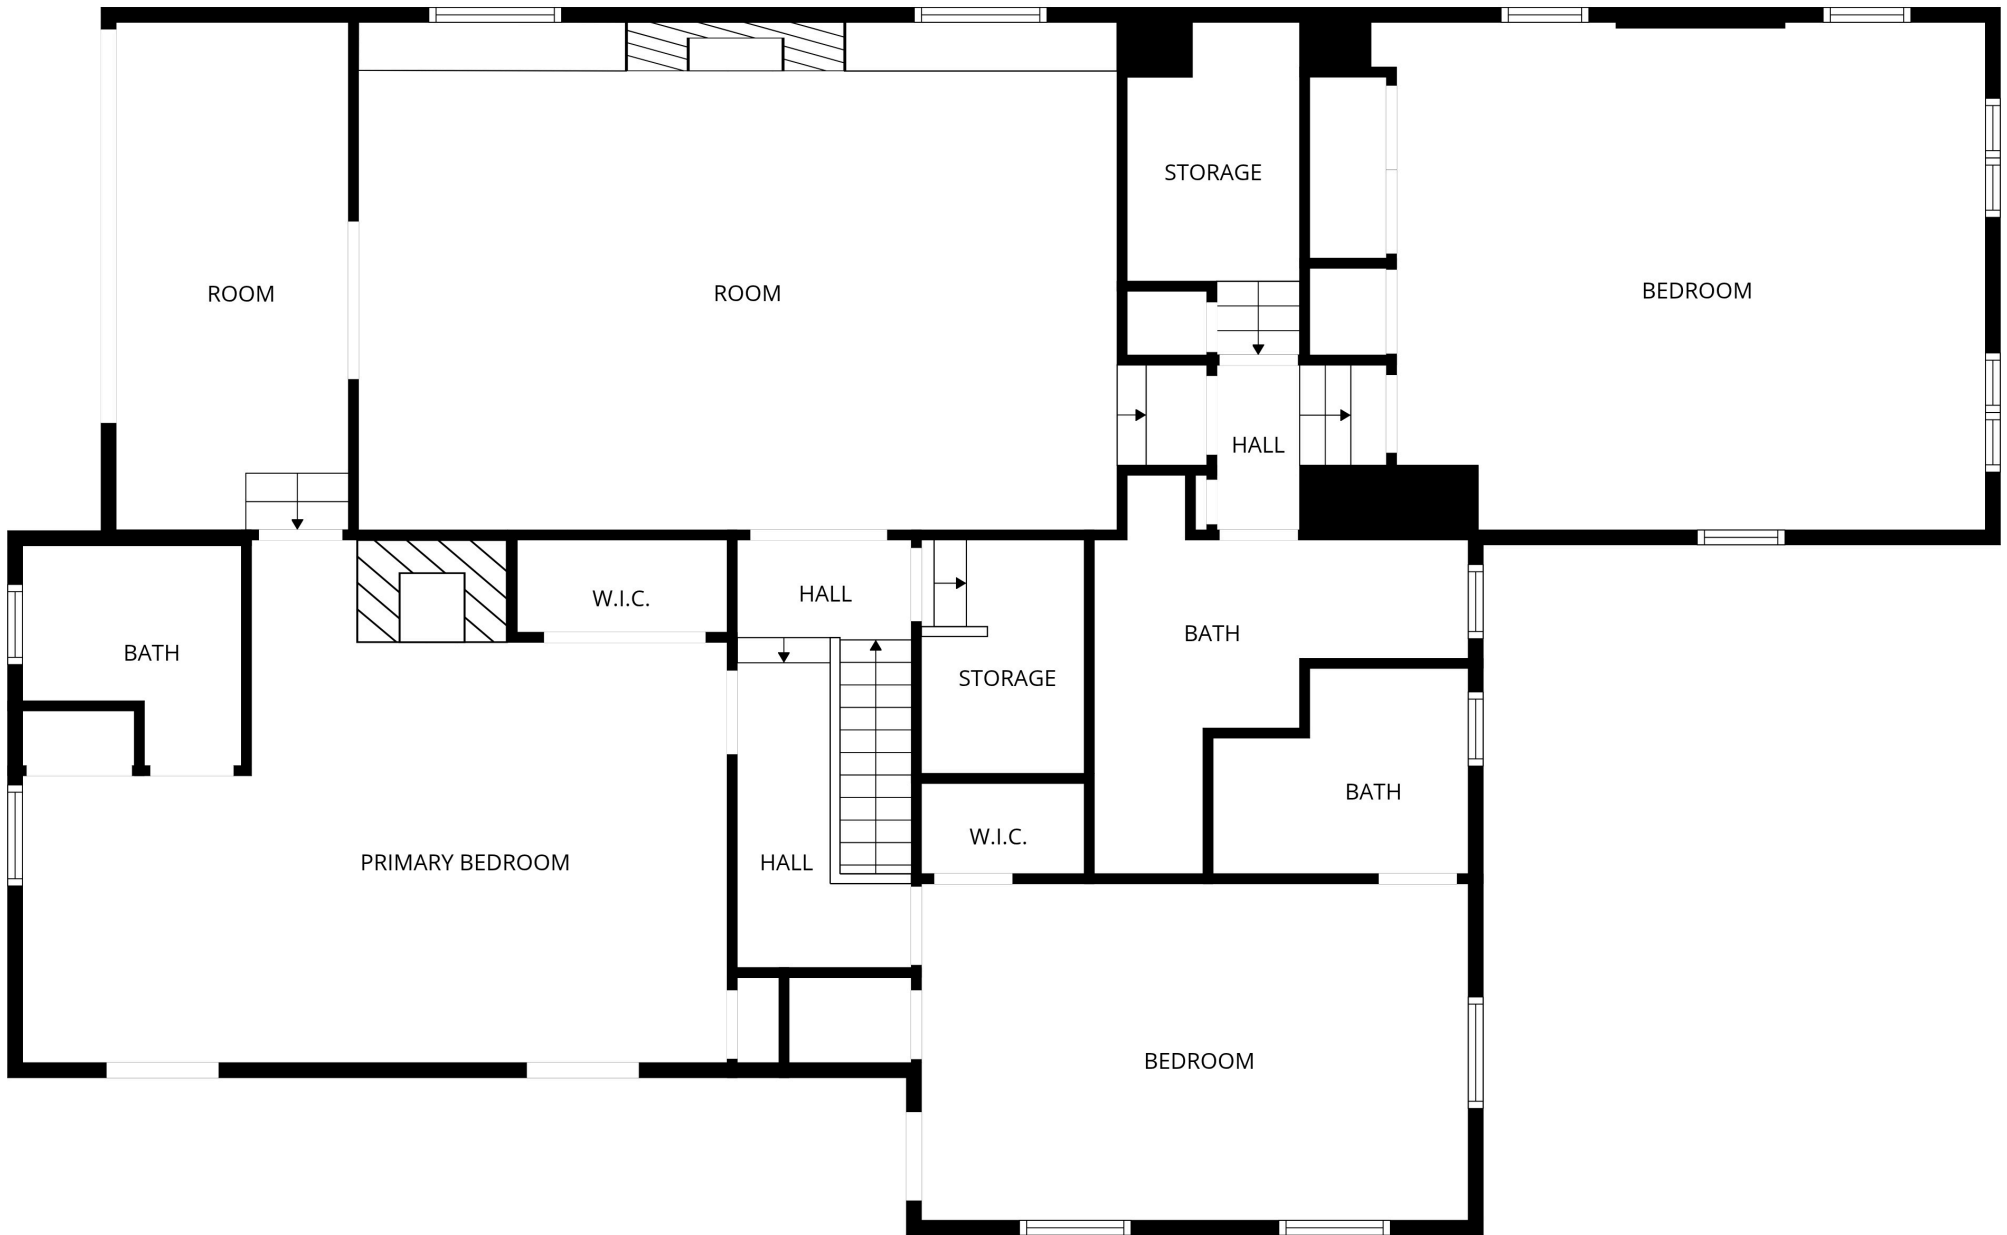 STORAGE
ROOM
ROOM
BEDROOM
HALL
W.I.C.
HALL
BATH
BATH
STORAGE
BATH
W.I.C.
PRIMARY BEDROOM
HALL
BEDROOM